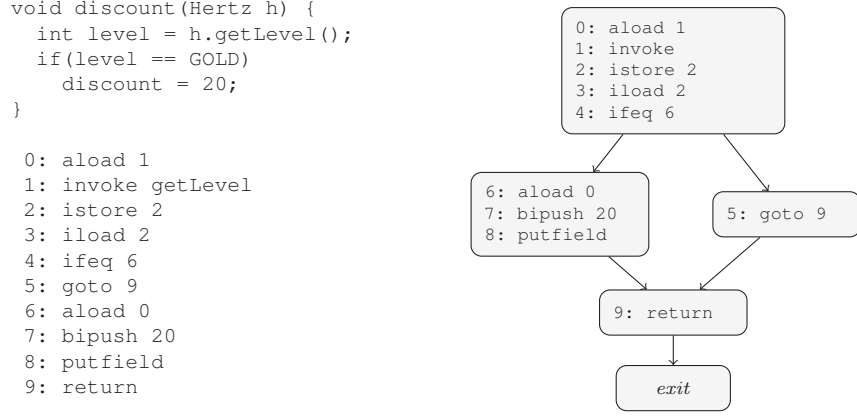 void discount(Hertz h) {
int level = h.getLevel();
if(level == GOLD)
discount = 20;
}
0: aload 1
1: invoke getLevel
2: istore 2
3: iload 2
4: ifeq 6
5: goto 9
6: aload 0
7: bipush 20
8: putfield
9: return
0: aload 1
1: invoke
2: istore 2
3: iload 2
4: ifeq 6
6: aload 0
7: bipush 20
8: putfield
5: goto 9
9: return
exit